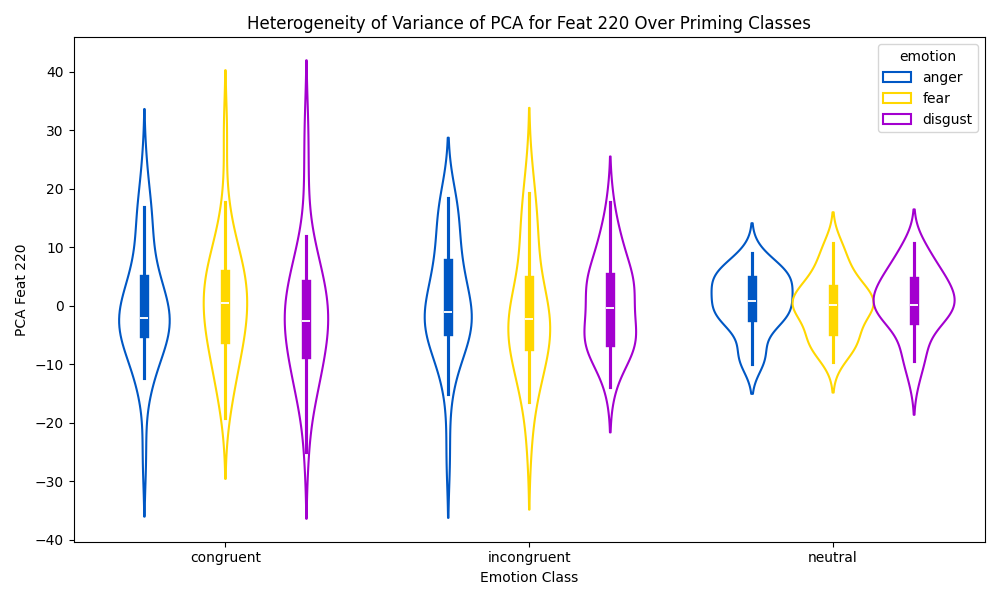 Heterogeneity of Variance of PCA for Feat 220 Over Priming Classes
emotion
anger
fear
disgust
PCA Feat 220
40
30
20
10
0
−10
−20
−30
−40
congruent
incongruent
neutral
Emotion Class